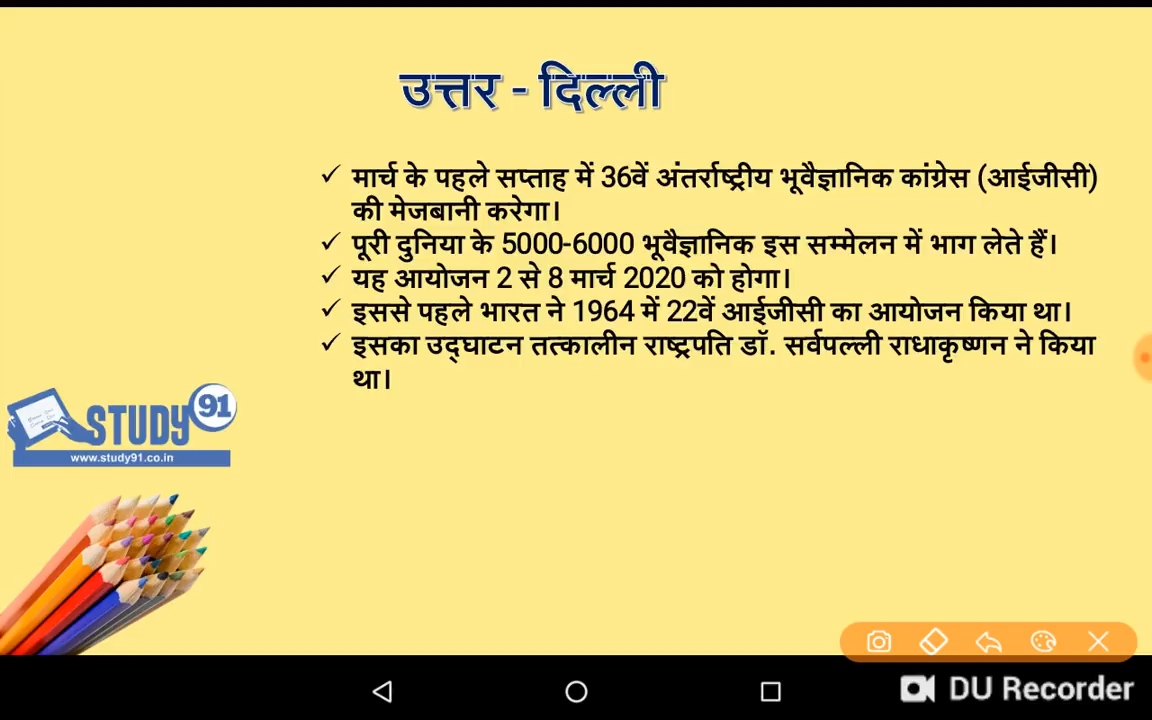 उत्तर - दिल्ली
✓ मार्च के पहले सप्ताह में 36वें अंतर्राष्ट्रीय भूवैज्ञानिक कांग्रेस (आईजीसी)
की मेजबानी करेगा।
✓ पूरी दुनिया के 5000-6000 भूवैज्ञानिक इस सम्मेलन में भाग लेते हैं।
✓ यह आयोजन 2 से 8 मार्च 2020 को होगा।
✓ इससे पहले भारत ने 1964 में 22वें आईजीसी का आयोजन किया था।
✓ इसका उद्घाटन तत्कालीन राष्ट्रपति डॉ. सर्वपल्ली राधाकृष्णन ने किया
था।
STUDY 91
www.study91.co.in
DU Recorder